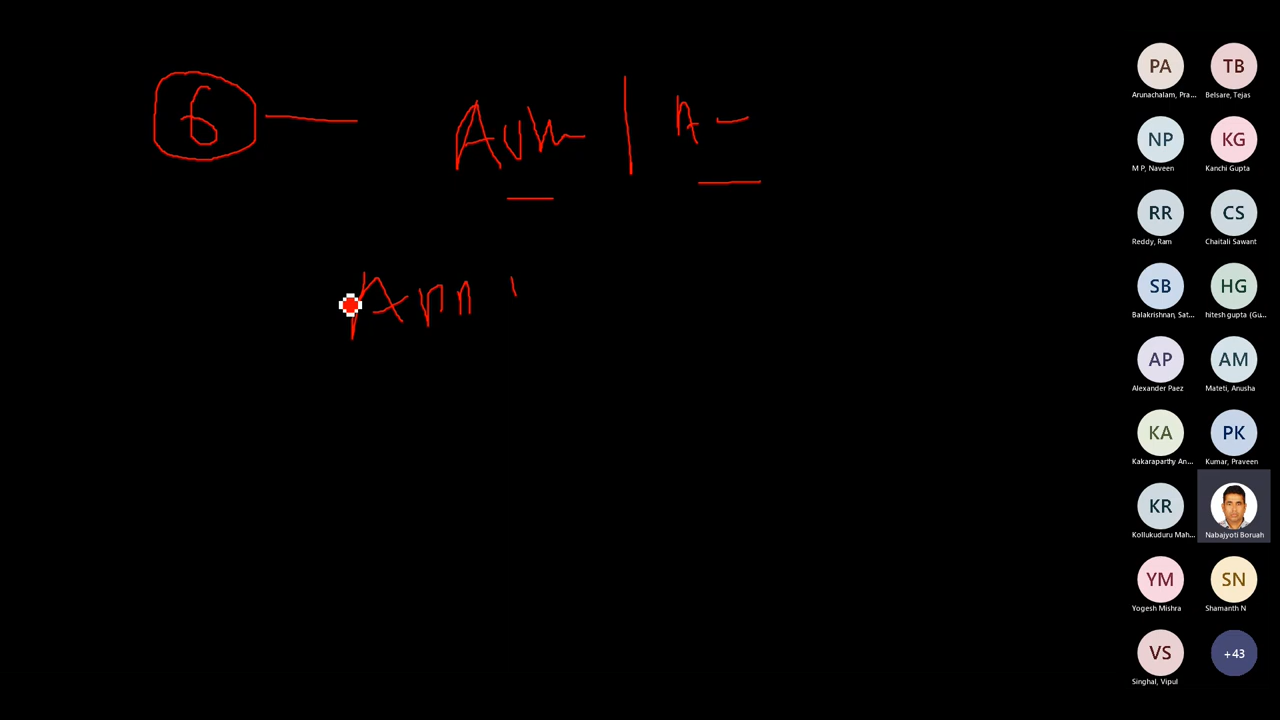 6
PA TB
Arunachalam, Pra... Belsare, Tejas
NP KG
M P, Naveen Kanchi Gupta
RR CS
Reddy, Ram Chaitali Sawant
SB HG
Balakrishnan, Sat... hitesh gupta (Gu...
AP AM
Alexander Paez Mateti, Anusha
KA PK
Kakaraparthy An... Kumar, Praveen
KR
Kollukuduru Mah... Nabajyoti Boruah
YM SN
Yogesh Mishra Shamanth N
VS +43
Singhal, Vipul